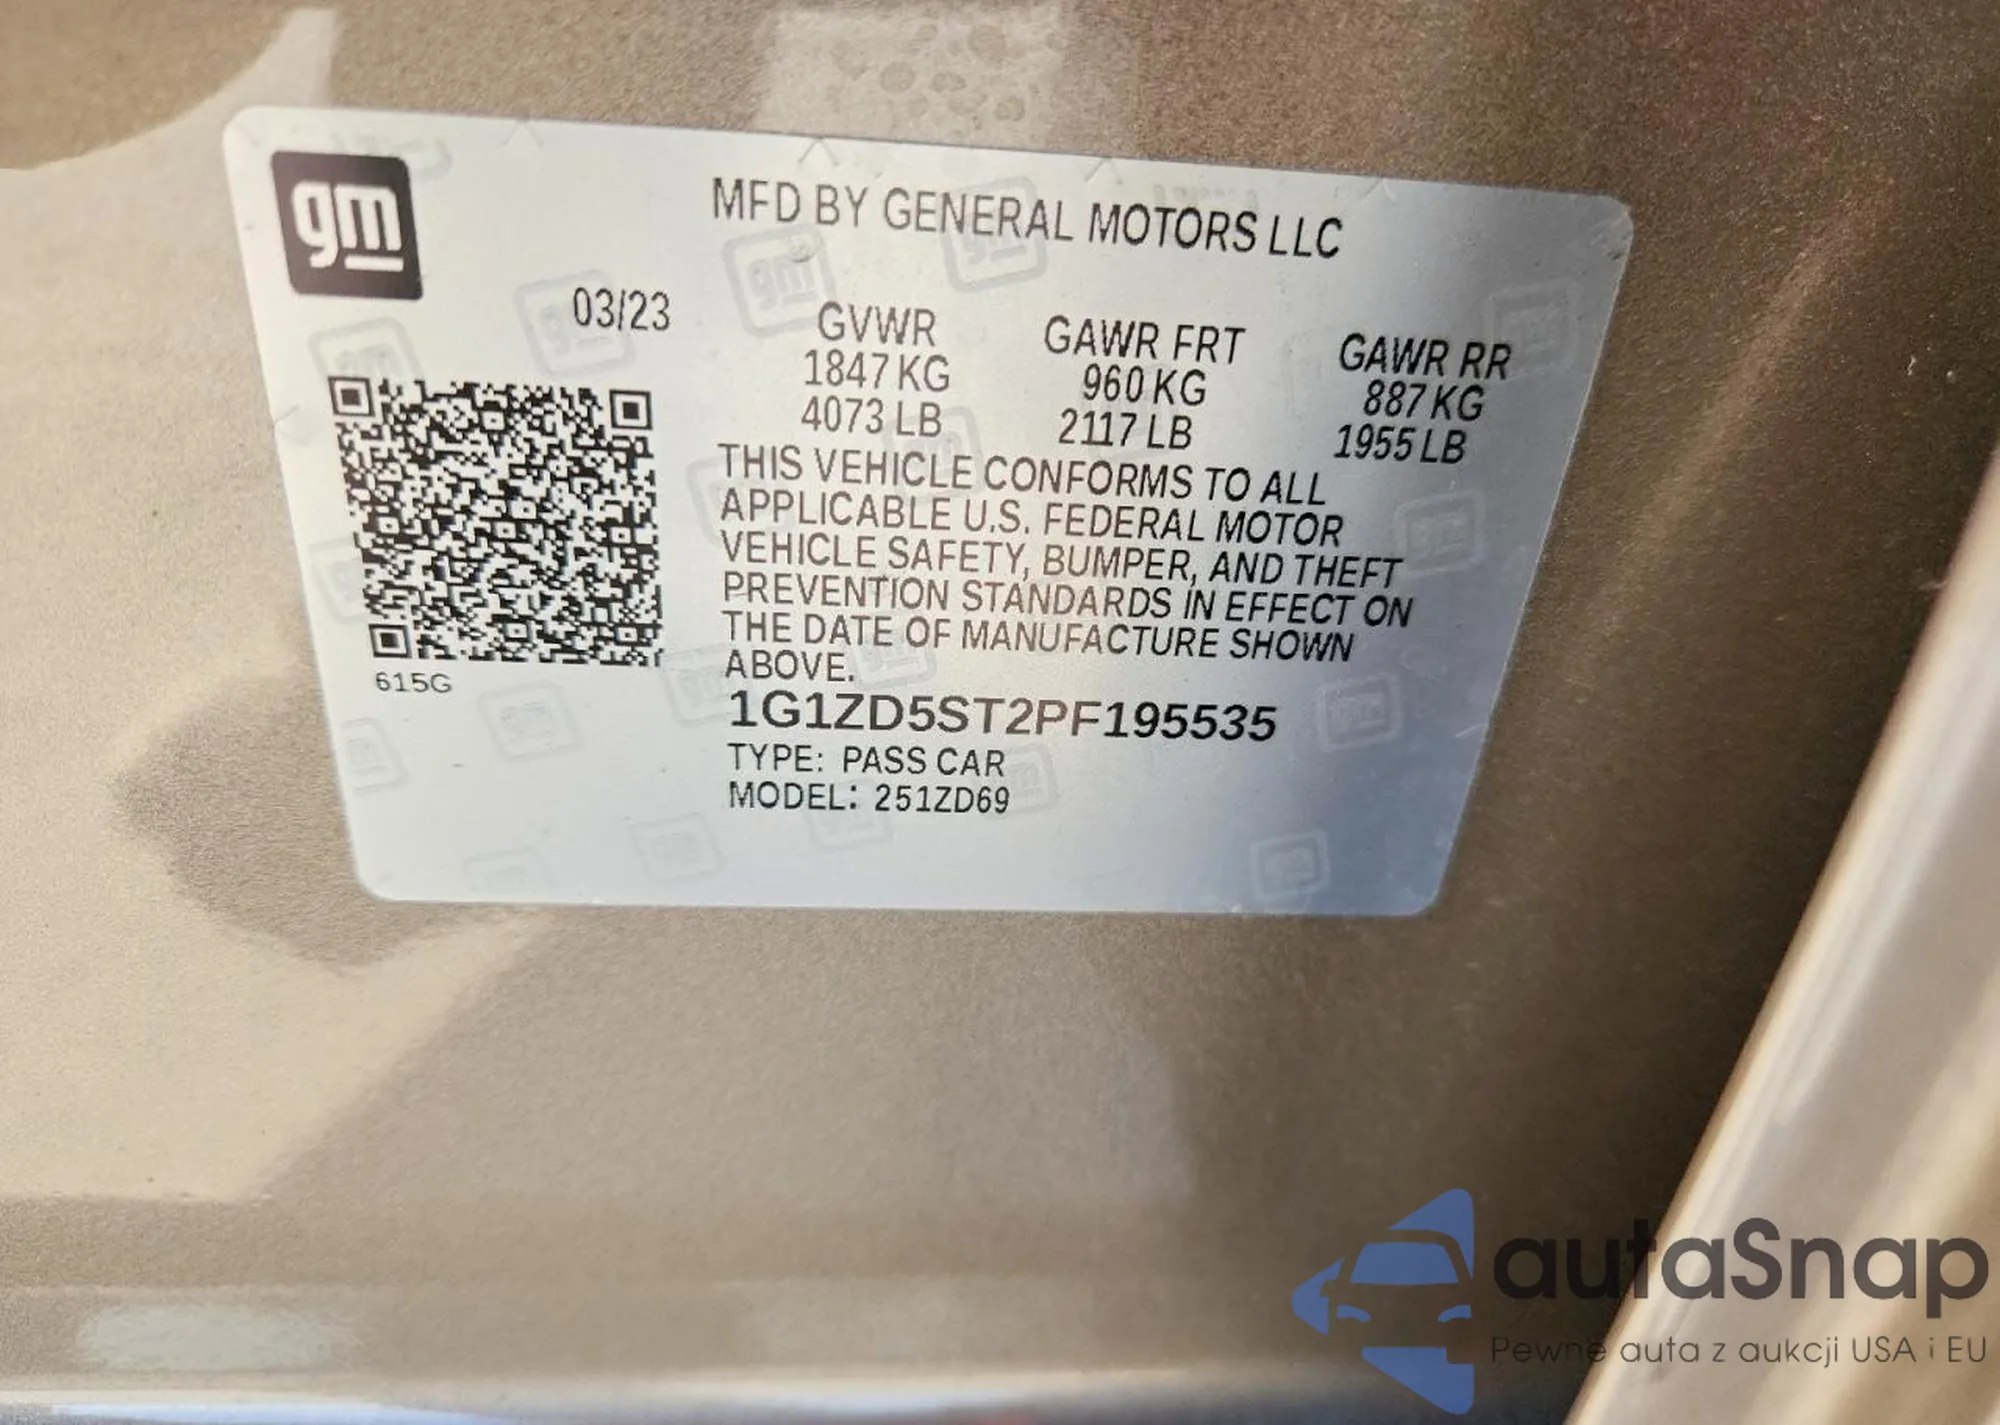 gm
MFD BY GENERAL MOTORS LLC
03/23
GVWR GAWR FRT GAWR RR
1847 KG 960 KG 887 KG
4073 LB 2117 LB 1955 LB
THIS VEHICLE CONFORMS TO ALL
APPLICABLE U.S. FEDERAL MOTOR
VEHICLE SAFETY, BUMPER, AND THEFT
PREVENTION STANDARDS IN EFFECT ON
THE DATE OF MANUFACTURE SHOWN
ABOVE.
615G
1G1ZD5ST2PF195535
TYPE: PASS CAR
MODEL: 251ZD69
autaSnap
Pewne auta z aukcji USA i EU